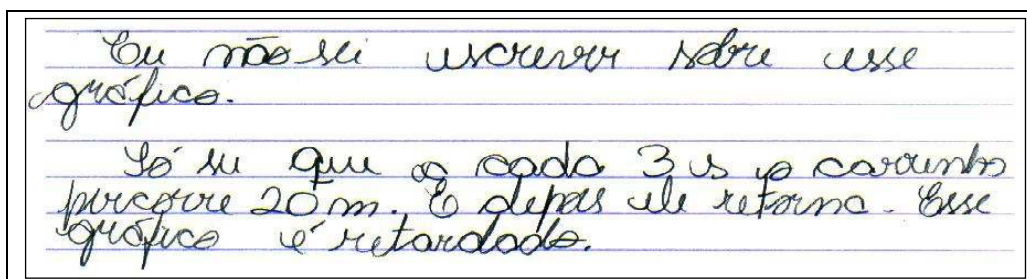 Eu não sei escrever sobre esse
gráfico.
Só sei que a cada 3 s o carrinho
percorre 20 m. E depois ele retorna. Esse
gráfico é retardado.